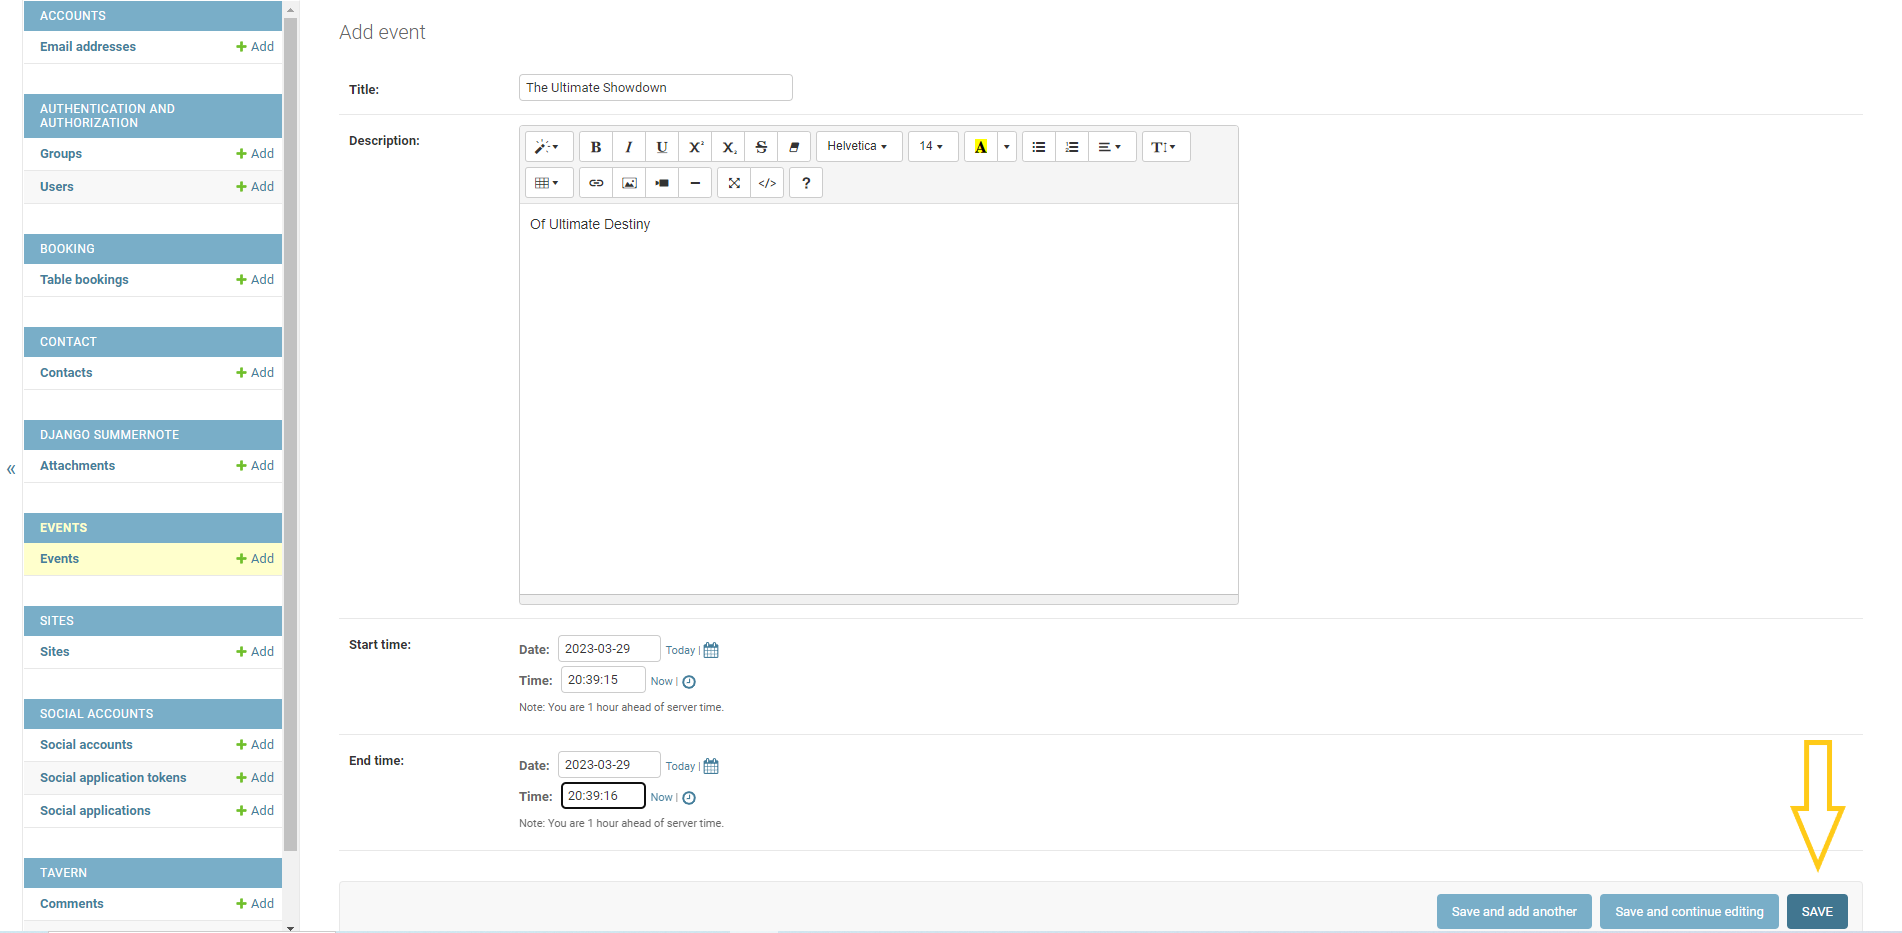 ACCOUNTS
Email addresses + Add
AUTHENTICATION AND
AUTHORIZATION
Groups + Add
Users + Add
BOOKING
Table bookings + Add
CONTACT
Contacts + Add
DJANGO SUMMERNOTE
Attachments + Add
«
EVENTS
Events + Add
SITES
Sites + Add
SOCIAL ACCOUNTS
Social accounts + Add
Social application tokens + Add
Social applications + Add
TAVERN
Comments + Add
Add event
Title: The Ultimate Showdown
Description:
B I U X² X₂ S Helvetica 14 A T
</> ?
Of Ultimate Destiny
Start time:
Date: 2023-03-29 Today |
Time: 20:39:15 Now |
Note: You are 1 hour ahead of server time.
End time:
Date: 2023-03-29 Today |
Time: 20:39:16 Now |
Note: You are 1 hour ahead of server time.
Save and add another Save and continue editing SAVE